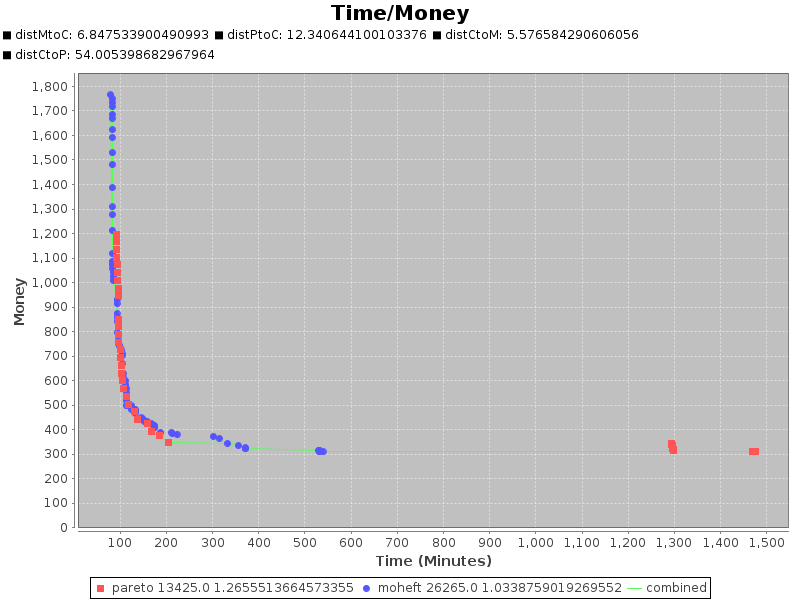 Time/Money
distMtoC: 6.847533900490993 distPtoC: 12.340644100103376 distCtoM: 5.576584290606056
distCtoP: 54.005398682967964
1,800
1,700
1,600
1,500
1,400
1,300
1,200
1,100
1,000
900
800
700
600
500
400
300
200
100
0
Money
100 200 300 400 500 600 700 800 900 1,000 1,100 1,200 1,300 1,400 1,500
Time (Minutes)
pareto 13425.0 1.2655513664573355 moheft 26265.0 1.0338759019269552 combined